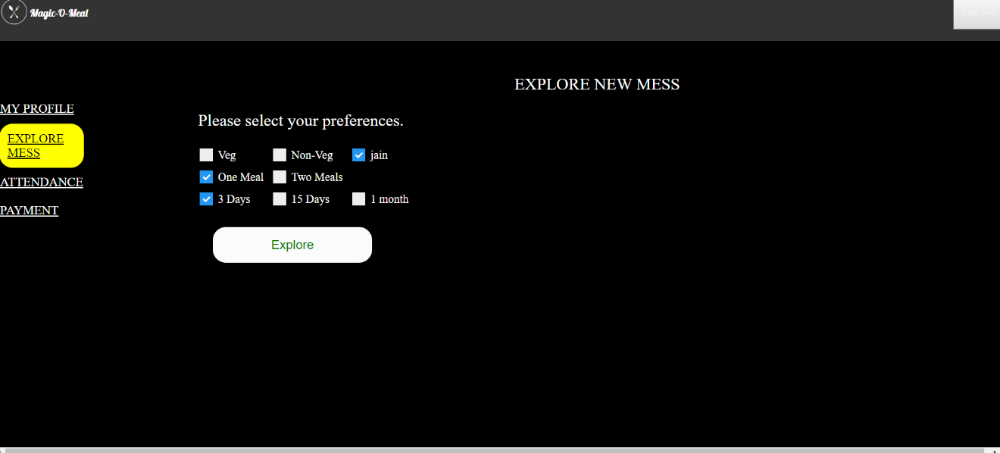 Magic-O-Meal
Log out
EXPLORE NEW MESS
MY PROFILE
EXPLORE
MESS
ATTENDANCE
PAYMENT
Please select your preferences.
Veg Non-Veg jain
One Meal Two Meals
3 Days 15 Days 1 month
Explore